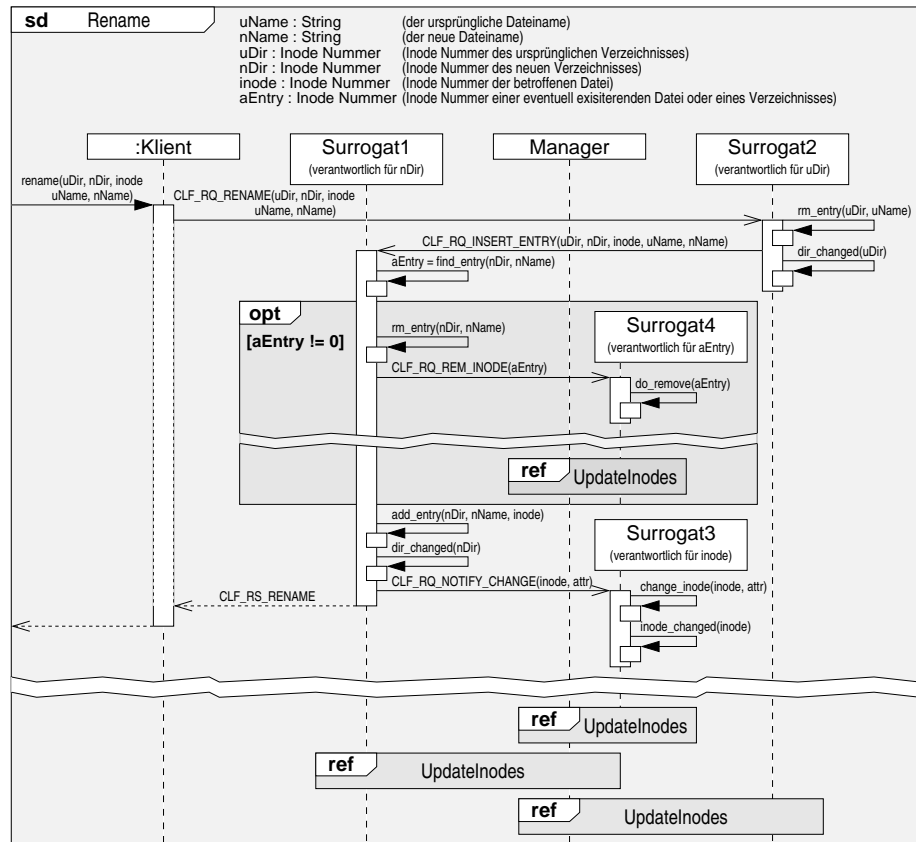 sd Rename
uName : String (der ursprüngliche Dateiname)
nName : String (der neue Dateiname)
uDir : Inode Nummer (Inode Nummer des ursprünglichen Verzeichnisses)
nDir : Inode Nummer (Inode Nummer des neuen Verzeichnisses)
inode : Inode Nummer (Inode Nummer der betroffenen Datei)
aEntry : Inode Nummer (Inode Nummer einer eventuell exisiterenden Datei oder eines Verzeichnisses)
:Klient
Surrogat1
(verantwortlich für nDir)
Manager
Surrogat2
(verantwortlich für uDir)
rename(uDir, nDir, inode
uName, nName)
CLF_RQ_RENAME(uDir, nDir, inode
uName, nName)
rm_entry(uDir, uName)
CLF_RQ_INSERT_ENTRY(uDir, nDir, inode, uName, nName)
dir_changed(uDir)
aEntry = find_entry(nDir, nName)
opt
[aEntry != 0]
rm_entry(nDir, nName)
Surrogat4
(verantwortlich für aEntry)
CLF_RQ_REM_INODE(aEntry)
do_remove(aEntry)
ref UpdateInodes
add_entry(nDir, nName, inode)
Surrogat3
(verantwortlich für inode)
dir_changed(nDir)
CLF_RQ_NOTIFY_CHANGE(inode, attr)
change_inode(inode, attr)
CLF_RS_RENAME
inode_changed(inode)
ref UpdateInodes
ref UpdateInodes
ref UpdateInodes